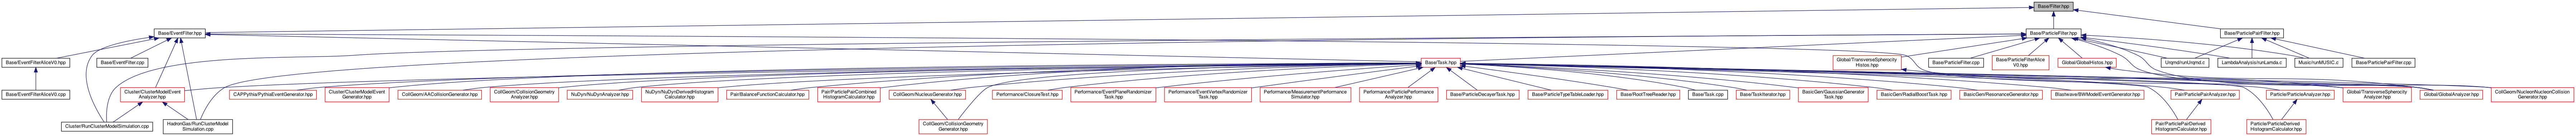 Base/Filter.hpp
Base/EventFilter.hpp
Base/ParticleFilter.hpp
Base/ParticlePairFilter.hpp
Base/EventFilterAliceV0.hpp
Base/EventFilter.cpp
Base/Task.hpp
Global/TransverseSpherocity
Histos.hpp
Base/ParticleFilter.cpp
Base/ParticleFilterAlice
V0.hpp
Global/GlobalHistos.hpp
Urqmd/runUrqmd.c
LambdaAnalysis/runLamda.c
Music/runMUSIC.c
Base/ParticlePairFilter.cpp
Base/EventFilterAliceV0.cpp
Cluster/ClusterModelEvent
Analyzer.hpp
CAPPythia/PythiaEventGenerator.hpp
Cluster/ClusterModelEvent
Generator.hpp
CollGeom/AACollisionGenerator.hpp
CollGeom/CollisionGeometry
Analyzer.hpp
NuDyn/NuDynAnalyzer.hpp
NuDyn/NuDynDerivedHistogram
Calculator.hpp
Pair/BalanceFunctionCalculator.hpp
Pair/ParticlePairCombined
HistogramCalculator.hpp
CollGeom/NucleusGenerator.hpp
Performance/ClosureTest.hpp
Performance/EventPlaneRandomizer
Task.hpp
Performance/EventVertexRandomizer
Task.hpp
Performance/MeasurementPerformance
Simulator.hpp
Performance/ParticlePerformance
Analyzer.hpp
Base/ParticleDecayerTask.hpp
Base/ParticleTypeTableLoader.hpp
Base/RootTreeReader.hpp
Base/Task.cpp
Base/TaskIterator.hpp
BasicGen/GaussianGenerator
Task.hpp
BasicGen/RadialBoostTask.hpp
BasicGen/ResonanceGenerator.hpp
Blastwave/BWModelEventGenerator.hpp
Pair/ParticlePairAnalyzer.hpp
Particle/ParticleAnalyzer.hpp
Global/TransverseSpherocity
Analyzer.hpp
Global/GlobalAnalyzer.hpp
CollGeom/NucleonNucleonCollision
Generator.hpp
Cluster/RunClusterModelSimulation.cpp
HadronGas/RunClusterModel
Simulation.cpp
CollGeom/CollisionGeometry
Generator.hpp
Pair/ParticlePairDerived
HistogramCalculator.hpp
Particle/ParticleDerived
HistogramCalculator.hpp